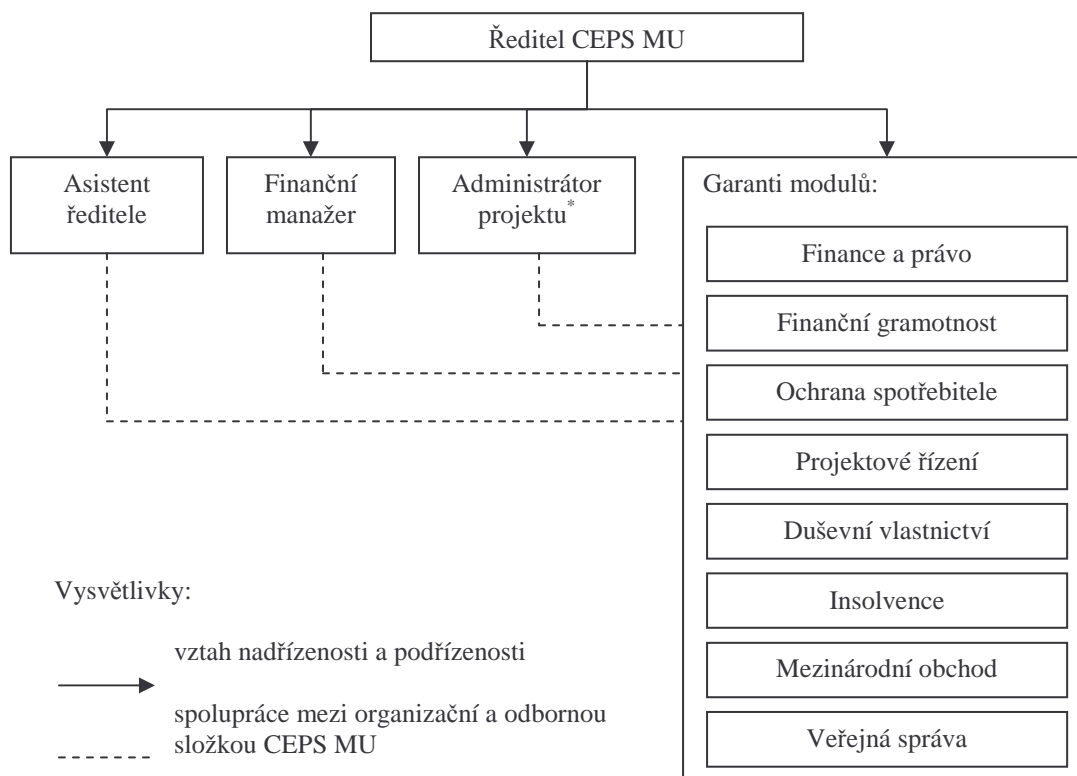 Ředitel CEPS MU
Asistent
ředitele
Finanční
manažer
Administrátor
projektu*
Garanti modulů:
Finance a právo
Finanční gramotnost
Ochrana spotřebitele
Projektové řízení
Duševní vlastnictví
Insolvence
Mezinárodní obchod
Veřejná správa
Vysvětlivky:
vztah nadřízenosti a podřízenosti
spolupráce mezi organizační a odbornou
složkou CEPS MU